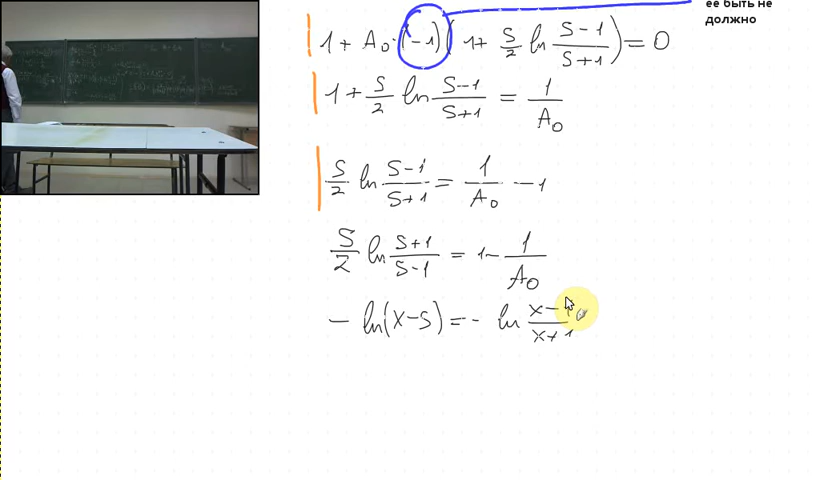 ее быть не
должно
1 + A₀·(-1)(1 + S/2 ln (S-1)/(S+1)) = 0
1 + S/2 ln (S-1)/(S+1) = 1/A₀
S/2 ln (S-1)/(S+1) = 1/A₀ - 1
S/2 ln (S+1)/(S-1) = 1 - 1/A₀
- ln(x-S) = - ln (x-1)/(x+1)